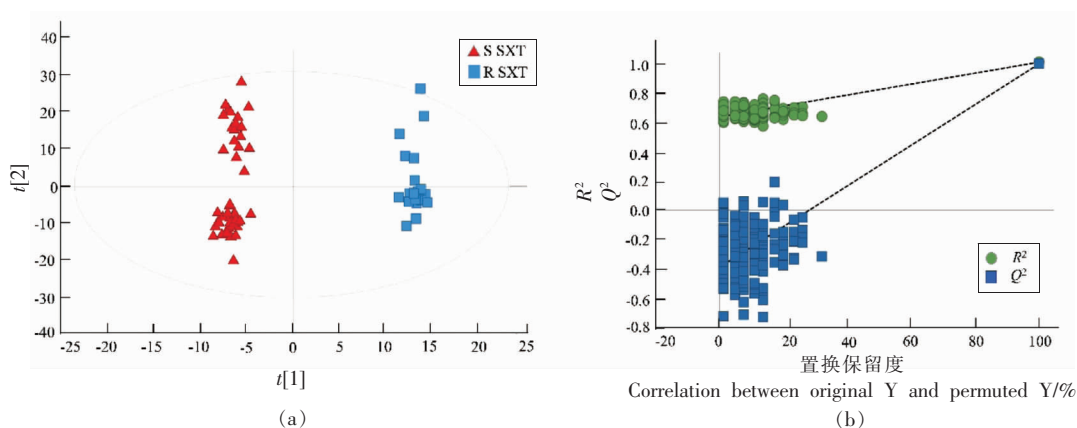 40
30
20
10
0
-10
-20
30
-40
t[2]
S SXT
R SXT
-25 -20 -15 -10 -5 0 5 10 15 20 25
t[1]
(a)
1.0
0.8
0.6
0.4
0.2
0.0
-0.2
-0.4
-0.6
-0.8
R²
Q²
R²
Q²
-20 0 20 40 60 80 100
置换保留度
Correlation between original Y and permuted Y/%
(b)